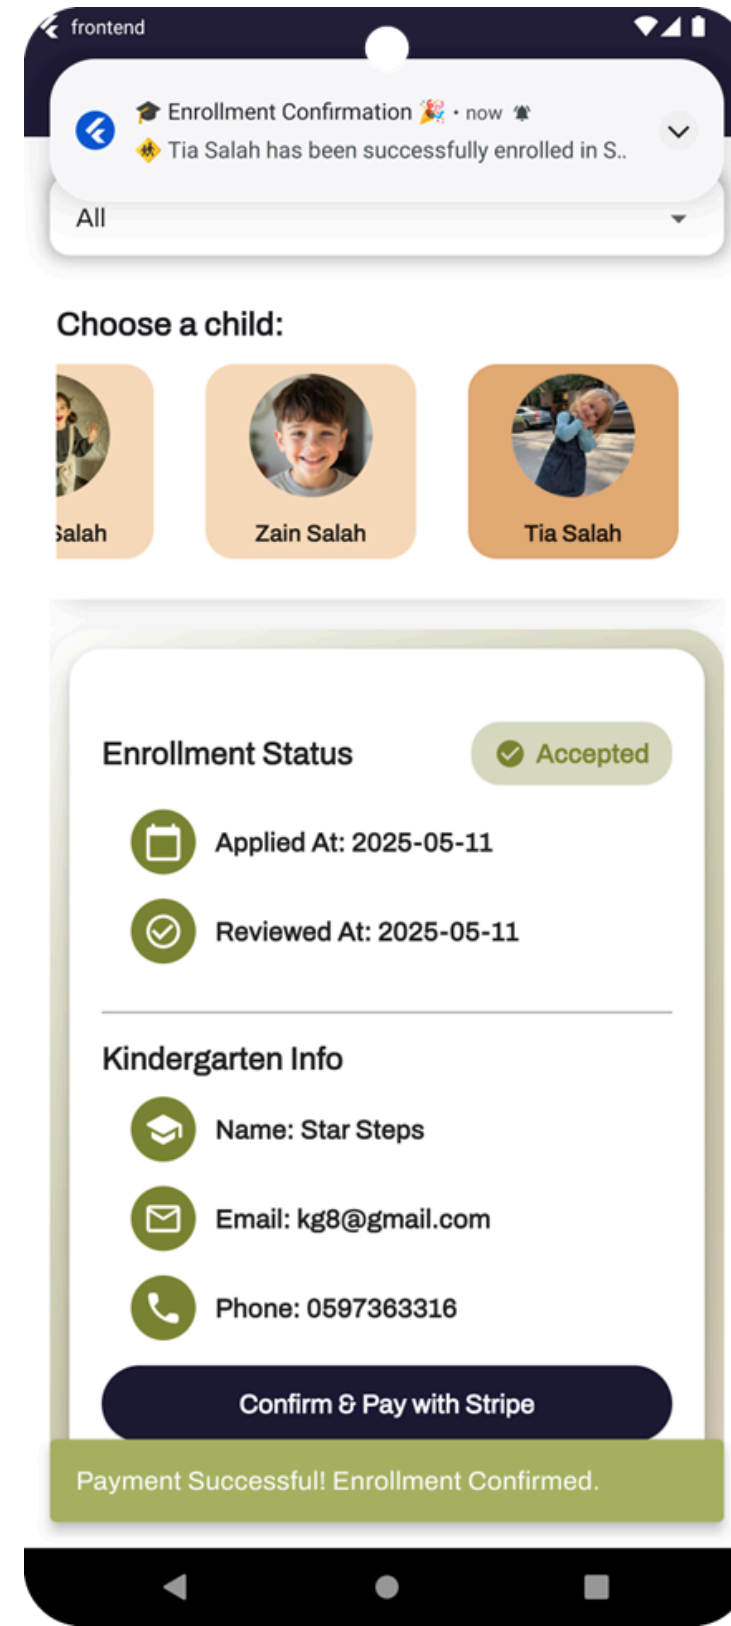 frontend
🎓 Enrollment Confirmation 🎉 • now
🚸 Tia Salah has been successfully enrolled in S..
All
Choose a child:
Salah
Zain Salah
Tia Salah
Enrollment Status
Accepted
Applied At: 2025-05-11
Reviewed At: 2025-05-11
Kindergarten Info
Name: Star Steps
Email: kg8@gmail.com
Phone: 0597363316
Confirm & Pay with Stripe
Payment Successful! Enrollment Confirmed.